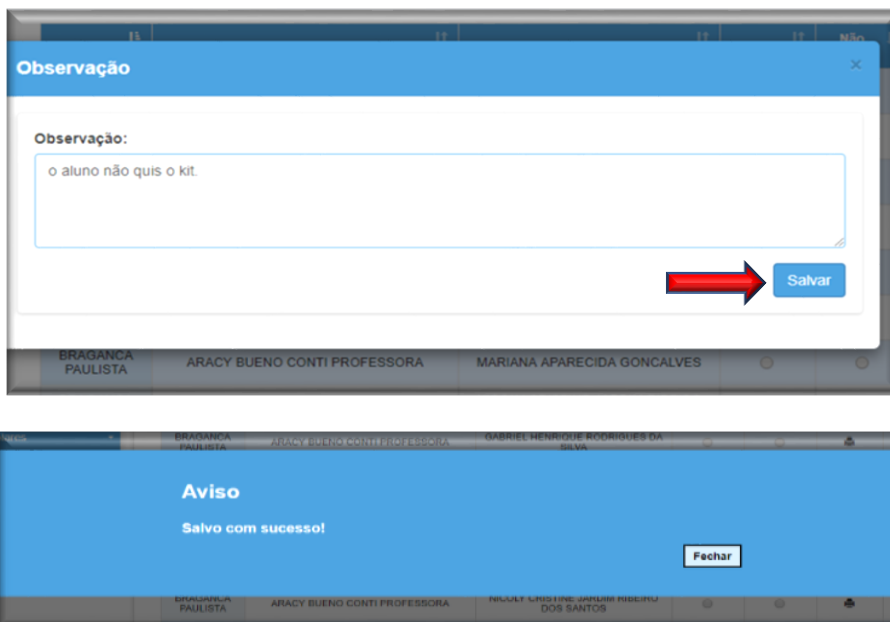 Não
Observação
×
Observação:
o aluno não quis o kit.
Salvar
BRAGANCA
PAULISTA
ARACY BUENO CONTI PROFESSORA
MARIANA APARECIDA GONCALVES
BRAGANCA
PAULISTA
ARACY BUENO CONTI PROFESSORA
GABRIEL HENRIQUE RODRIGUES DA
SILVA
Aviso
Salvo com sucesso!
Fechar
BRAGANCA
PAULISTA
ARACY BUENO CONTI PROFESSORA
NICOLY CRISTINE JARDIM RIBEIRO
DOS SANTOS